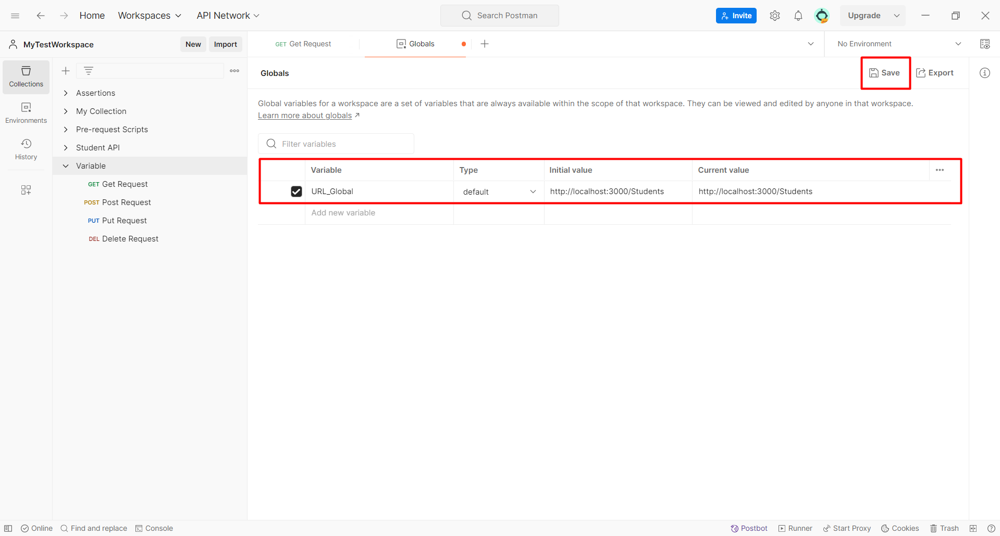 Home Workspaces API Network Search Postman Invite Upgrade
MyTestWorkspace New Import
GET Get Request Globals No Environment
Collections
Environments
History
Assertions
My Collection
Pre-request Scripts
Student API
Variable
GET Get Request
POST Post Request
PUT Put Request
DEL Delete Request
Globals Save Export
Global variables for a workspace are a set of variables that are always available within the scope of that workspace. They can be viewed and edited by anyone in that workspace.
Learn more about globals ↗
Filter variables
Variable Type Initial value Current value
URL_Global default http://localhost:3000/Students http://localhost:3000/Students
Add new variable
Online Find and replace Console Postbot Runner Start Proxy Cookies Trash